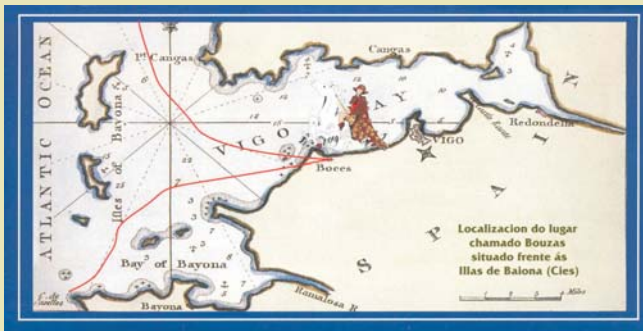 ATLANTIC OCEAN
Pt. Cangas
Cangas
Isles of Bayona
VIGO BAY
VIGO
Redondella
Boces
SPAIN
Bay of Bayona
Bayona
Ramalosa R
Localizacion do lugar
chamado Bouzas
situado frente ás
Illas de Baiona (Cies)
Miles